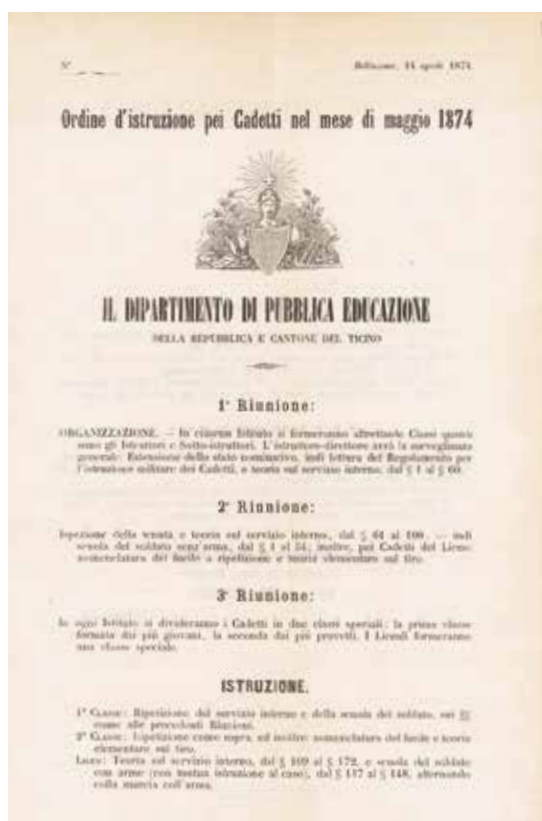 N°
Bellinzona, 14 aprile 1874.
Ordine d'istruzione pei Cadetti nel mese di maggio 1874
IL DIPARTIMENTO DI PUBBLICA EDUCAZIONE
DELLA REPUBBLICA E CANTONE DEL TICINO
1ª Riunione:
ORGANIZZAZIONE. — In ciascun Istituto si formeranno altrettante Classi quanti
sono gli Istruttori e Sotto-istruttori. L'istruttore-direttore avrà la sorveglianza
generale. Estensione dello stato nominativo, indi lettura del Regolamento per
l'istruzione militare dei Cadetti, e teoria sul servizio interno, dal § 1 al § 60.
2ª Riunione:
Ispezione della tenuta e teoria sul servizio interno, dal § 61 al 108. — indi
scuola del soldato senz'arma, dal § 1 al 54; inoltre, pei Cadetti del Liceo:
nomenclatura del fucile a ripetizione e teoria elementare sul tiro.
3ª Riunione:
In ogni Istituto si divideranno i Cadetti in due classi speciali: la prima classe
formata dai più giovani, la seconda dai più provetti. I Liceali formeranno
una classe speciale.
ISTRUZIONE.
1ª CLASSE: Ripetizione del servizio interno e della scuola del soldato, sui §§
come alle precedenti Riunioni.
2ª CLASSE: Ripetizione come sopra, ed inoltre: nomenclatura del fucile e teoria
elementare sul tiro.
LICEO: Teoria sul servizio interno, dal § 109 al § 172, e scuola del soldato
con arme (con mutua istruzione al caso), dal § 117 al § 148, alternando
colla marcia coll'arma.